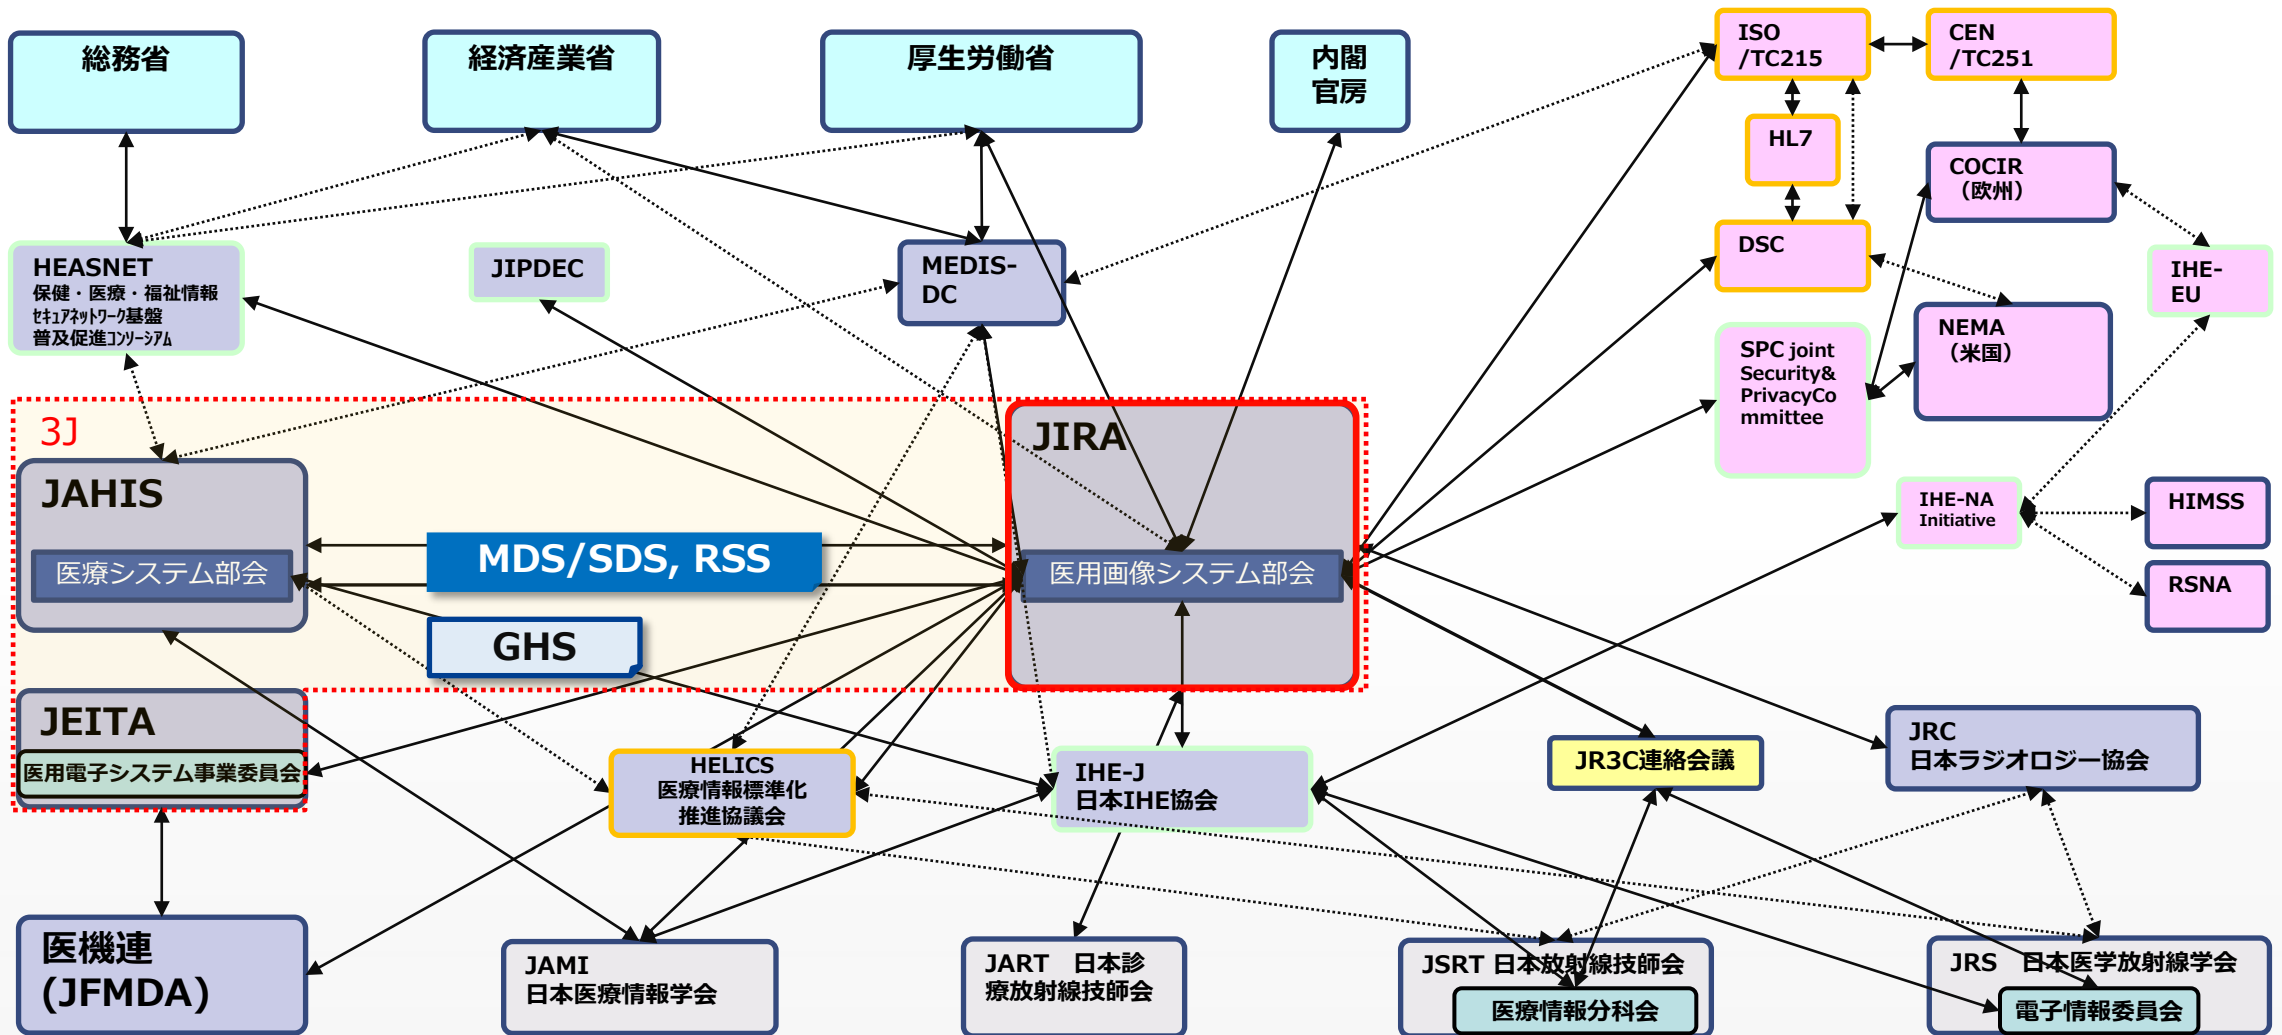 総務省
経済産業省
厚生労働省
内閣
官房
ISO
/TC215
CEN
/TC251
HL7
COCIR
（欧州）
DSC
IHE-
EU
HEASNET
保健・医療・福祉情報
ｾｷｭｱﾈｯﾄﾜｰｸ基盤
普及促進ｺﾝｿｰｼｱﾑ
JIPDEC
MEDIS-
DC
NEMA
（米国）
SPC joint
Security&
PrivacyCo
mmittee
3J
JIRA
JAHIS
医療システム部会
MDS/SDS, RSS
医用画像システム部会
GHS
IHE-NA
Initiative
HIMSS
RSNA
JEITA
医用電子システム事業委員会
HELICS
医療情報標準化
推進協議会
IHE-J
日本IHE協会
JR3C連絡会議
JRC
日本ラジオロジー協会
医機連
(JFMDA)
JAMI
日本医療情報学会
JART　日本診
療放射線技師会
JSRT 日本放射線技師会
医療情報分科会
JRS　日本医学放射線学会
電子情報委員会